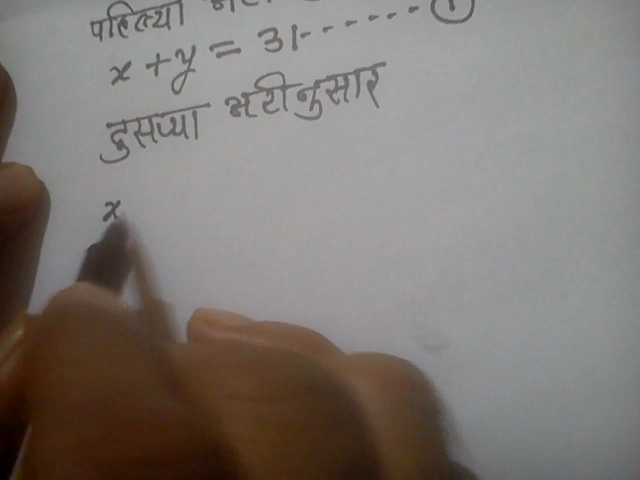 पहिल्या
x + y = 31 ....... ①
दुसऱ्या अटीनुसार
x